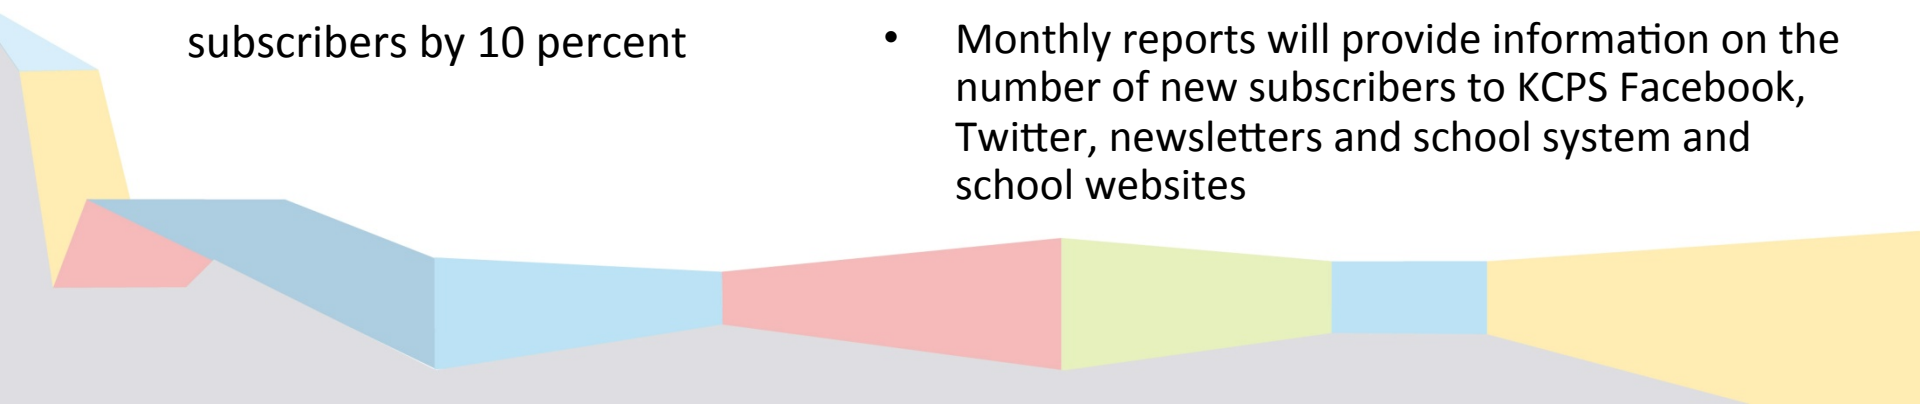 subscribers by 10 percent
• Monthly reports will provide information on the
number of new subscribers to KCPS Facebook,
Twitter, newsletters and school system and
school websites